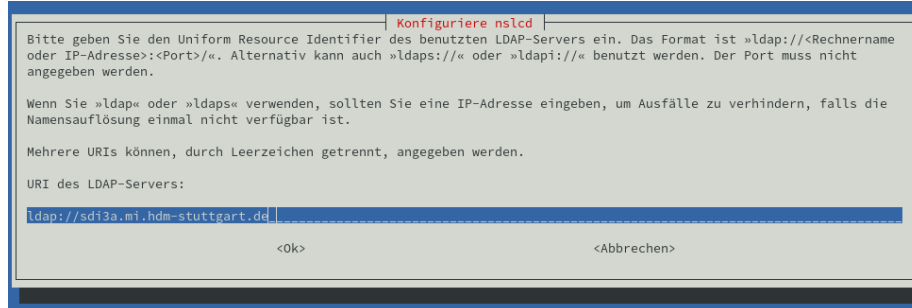 Konfiguriere nslcd
Bitte geben Sie den Uniform Resource Identifier des benutzten LDAP-Servers ein. Das Format ist »ldap://<Rechnername
oder IP-Adresse>:<Port>/«. Alternativ kann auch »ldaps://« oder »ldapi://« benutzt werden. Der Port muss nicht
angegeben werden.
Wenn Sie »ldap« oder »ldaps« verwenden, sollten Sie eine IP-Adresse eingeben, um Ausfälle zu verhindern, falls die
Namensauflösung einmal nicht verfügbar ist.
Mehrere URIs können, durch Leerzeichen getrennt, angegeben werden.
URI des LDAP-Servers:
ldap://sdi3a.mi.hdm-stuttgart.de
<Ok> <Abbrechen>